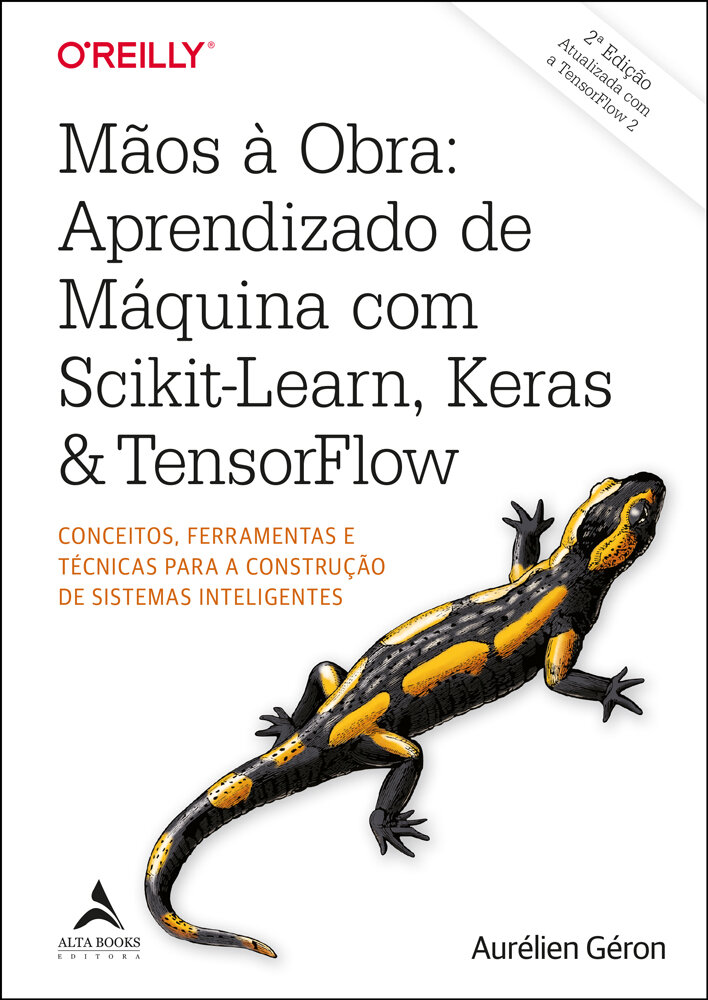 O'REILLY®
2ª Edição
Atualizada com
a TensorFlow 2
Mãos à Obra:
Aprendizado de
Máquina com
Scikit-Learn, Keras
& TensorFlow
CONCEITOS, FERRAMENTAS E
TÉCNICAS PARA A CONSTRUÇÃO
DE SISTEMAS INTELIGENTES
ALTA BOOKS
EDITORA
Aurélien Géron